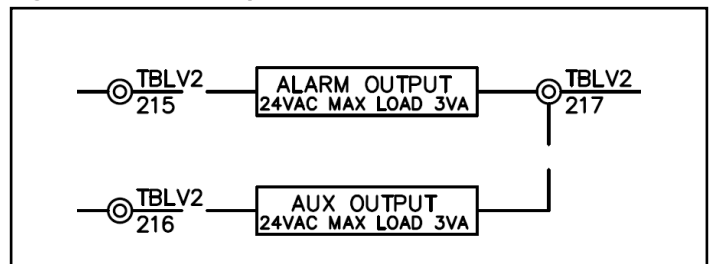 TBLV2
215
ALARM OUTPUT
24VAC MAX LOAD 3VA
TBLV2
217
TBLV2
216
AUX OUTPUT
24VAC MAX LOAD 3VA